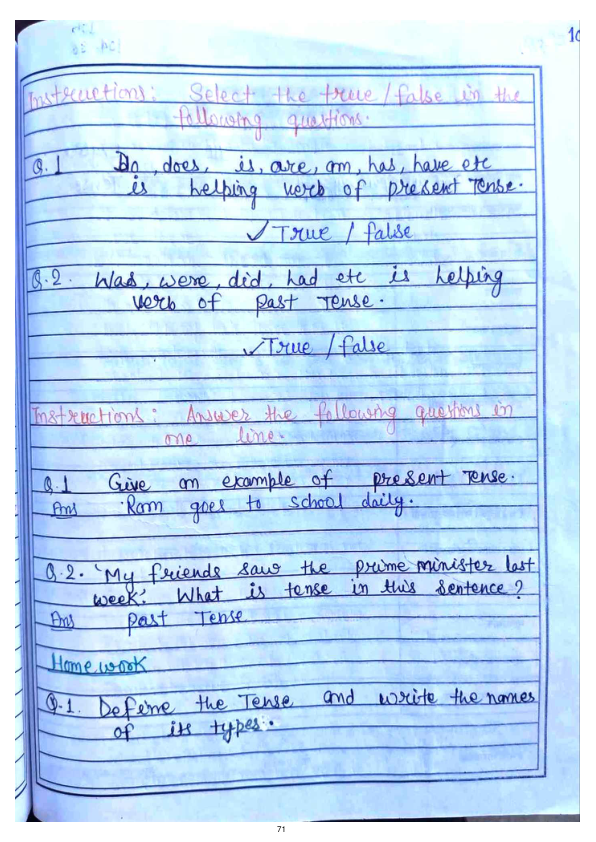 10
Instructions: Select the true / false in the
following questions.
Q.1 Do, does, is, are, am, has, have etc
is helping verb of present Tense.
✓ True / false
Q.2. Was, were, did, had etc is helping
verb of past Tense.
✓ True / false
Instructions: Answer the following questions in
one line.
Q.1 Give an example of present Tense.
Ans Ram goes to school daily.
Q.2. 'My friends saw the prime minister last
week.' What is tense in this sentence?
Ans past Tense
Home work
Q.1. Define the Tense and write the names
of its types.
71